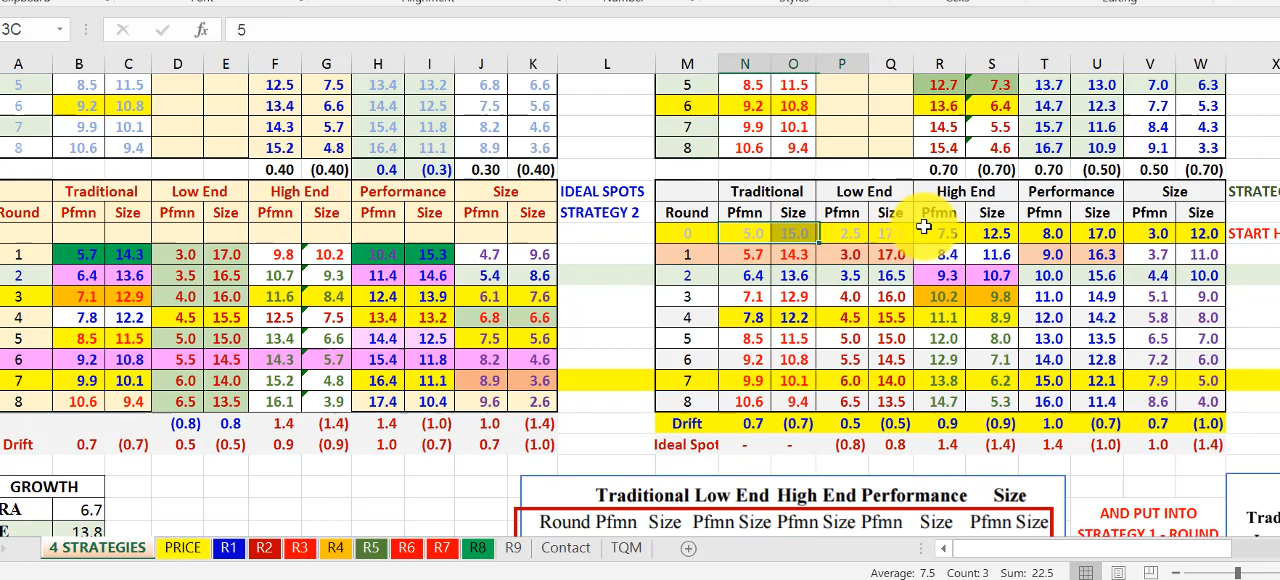 Clipboard Font Alignment Number Styles Cells Editing
3C fx 5
A B C D E F G H I J K L M N O P Q R S T U V W X
5 8.5 11.5 12.5 7.5 13.4 13.2 6.8 6.6 5 8.5 11.5 12.7 7.3 13.7 13.0 7.0 6.3
6 9.2 10.8 13.4 6.6 14.4 12.5 7.5 5.6 6 9.2 10.8 13.6 6.4 14.7 12.3 7.7 5.3
7 9.9 10.1 14.3 5.7 15.4 11.8 8.2 4.6 7 9.9 10.1 14.5 5.5 15.7 11.6 8.4 4.3
8 10.6 9.4 15.2 4.8 16.4 11.1 8.9 3.6 8 10.6 9.4 15.4 4.6 16.7 10.9 9.1 3.3
0.40 (0.40) 0.4 (0.3) 0.30 (0.40) 0.70 (0.70) 0.70 (0.50) 0.50 (0.70)
Traditional Low End High End Performance Size IDEAL SPOTS Traditional Low End High End Performance Size STRATEG
Round Pfmn Size Pfmn Size Pfmn Size Pfmn Size Pfmn Size STRATEGY 2 Round Pfmn Size Pfmn Size Pfmn Size Pfmn Size Pfmn Size
0 5.0 15.0 2.5 7.5 12.5 8.0 17.0 3.0 12.0 START H
1 5.7 14.3 3.0 17.0 9.8 10.2 10.4 15.3 4.7 9.6 1 5.7 14.3 3.0 17.0 8.4 11.6 9.0 16.3 3.7 11.0
2 6.4 13.6 3.5 16.5 10.7 9.3 11.4 14.6 5.4 8.6 2 6.4 13.6 3.5 16.5 9.3 10.7 10.0 15.6 4.4 10.0
3 7.1 12.9 4.0 16.0 11.6 8.4 12.4 13.9 6.1 7.6 3 7.1 12.9 4.0 16.0 10.2 9.8 11.0 14.9 5.1 9.0
4 7.8 12.2 4.5 15.5 12.5 7.5 13.4 13.2 6.8 6.6 4 7.8 12.2 4.5 15.5 11.1 8.9 12.0 14.2 5.8 8.0
5 8.5 11.5 5.0 15.0 13.4 6.6 14.4 12.5 7.5 5.6 5 8.5 11.5 5.0 15.0 12.0 8.0 13.0 13.5 6.5 7.0
6 9.2 10.8 5.5 14.5 14.3 5.7 15.4 11.8 8.2 4.6 6 9.2 10.8 5.5 14.5 12.9 7.1 14.0 12.8 7.2 6.0
7 9.9 10.1 6.0 14.0 15.2 4.8 16.4 11.1 8.9 3.6 7 9.9 10.1 6.0 14.0 13.8 6.2 15.0 12.1 7.9 5.0
8 10.6 9.4 6.5 13.5 16.1 3.9 17.4 10.4 9.6 2.6 8 10.6 9.4 6.5 13.5 14.7 5.3 16.0 11.4 8.6 4.0
(0.8) 0.8 1.4 (1.4) 1.4 (1.0) 1.0 (1.4) Drift 0.7 (0.7) 0.5 (0.5) 0.9 (0.9) 1.0 (0.7) 0.7 (1.0)
Drift 0.7 (0.7) 0.5 (0.5) 0.9 (0.9) 1.0 (0.7) 0.7 (1.0) Ideal Spot - - (0.8) 0.8 1.4 (1.4) 1.4 (1.0) 1.0 (1.4)
GROWTH
RA 6.7
E 13.8
Traditional Low End High End Performance Size
Round Pfmn Size Pfmn Size Pfmn Size Pfmn Size Pfmn Size
AND PUT INTO
STRATEGY 1 - ROUND
Trad
4 STRATEGIES PRICE R1 R2 R3 R4 R5 R6 R7 R8 R9 Contact TQM
Average: 7.5 Count: 3 Sum: 22.5